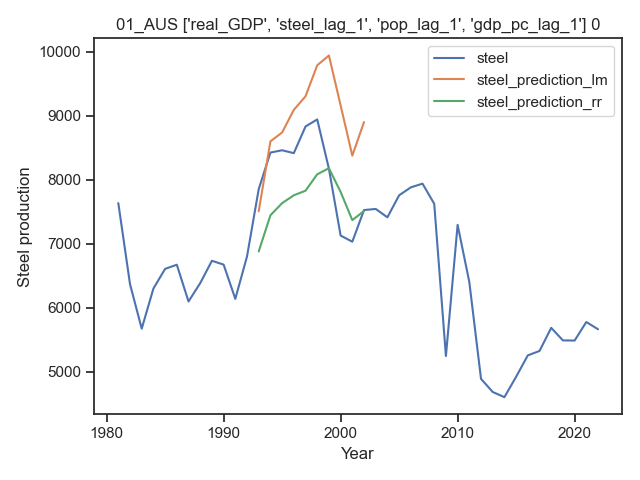 01_AUS ['real_GDP', 'steel_lag_1', 'pop_lag_1', 'gdp_pc_lag_1'] 0
steel
steel_prediction_lm
steel_prediction_rr
Steel production
10000
9000
8000
7000
6000
5000
1980 1990 2000 2010 2020
Year